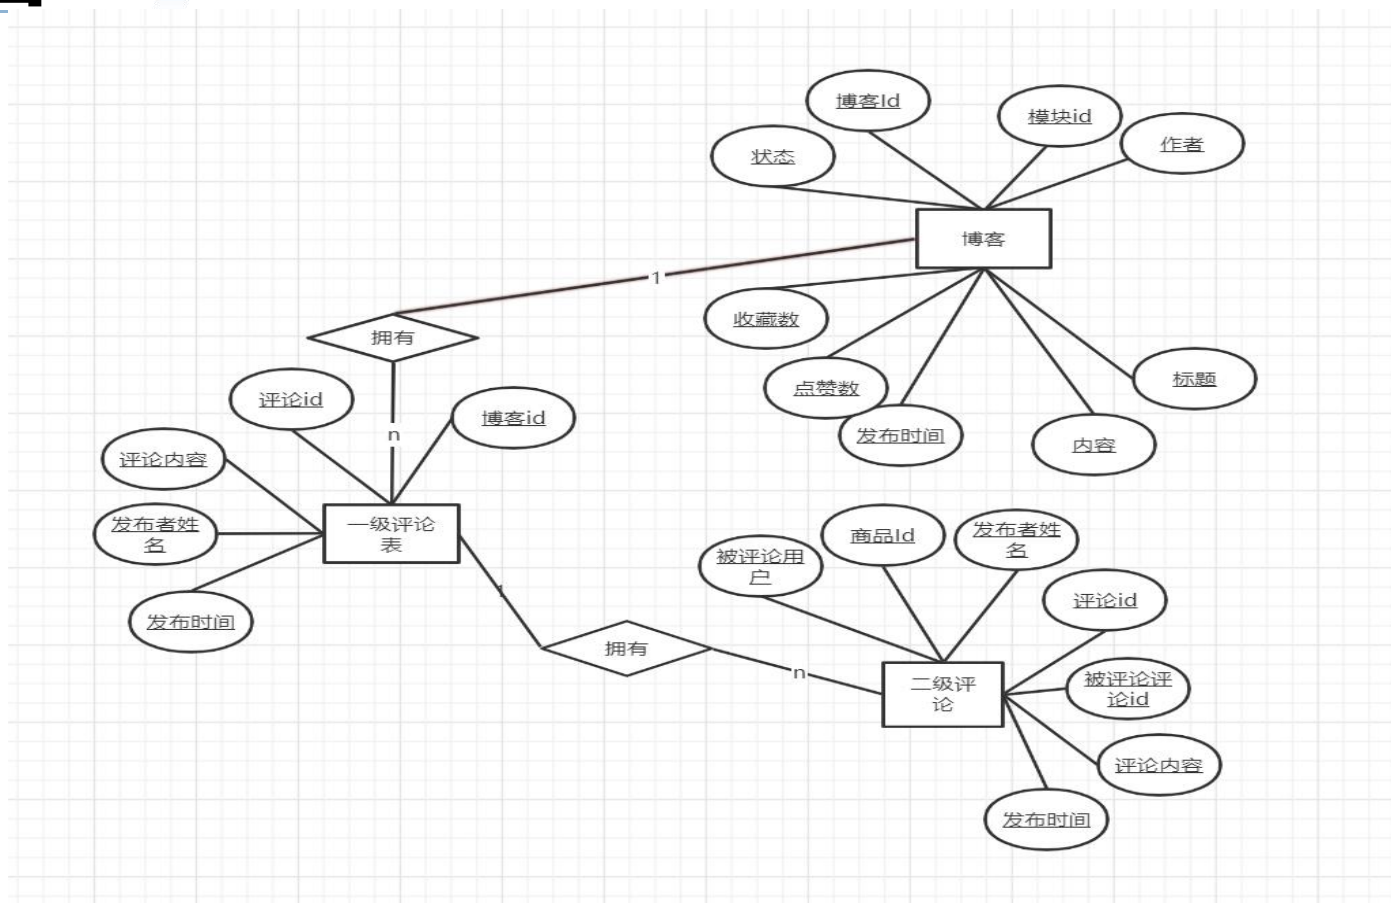 博客Id
模块id
作者
状态
博客
1
收藏数
拥有
点赞数
标题
发布时间
内容
评论id
博客id
n
评论内容
发布者姓
名
一级评论
表
发布时间
1
拥有
n
被评论用
户
商品Id
发布者姓
名
评论id
二级评
论
被评论评
论id
评论内容
发布时间